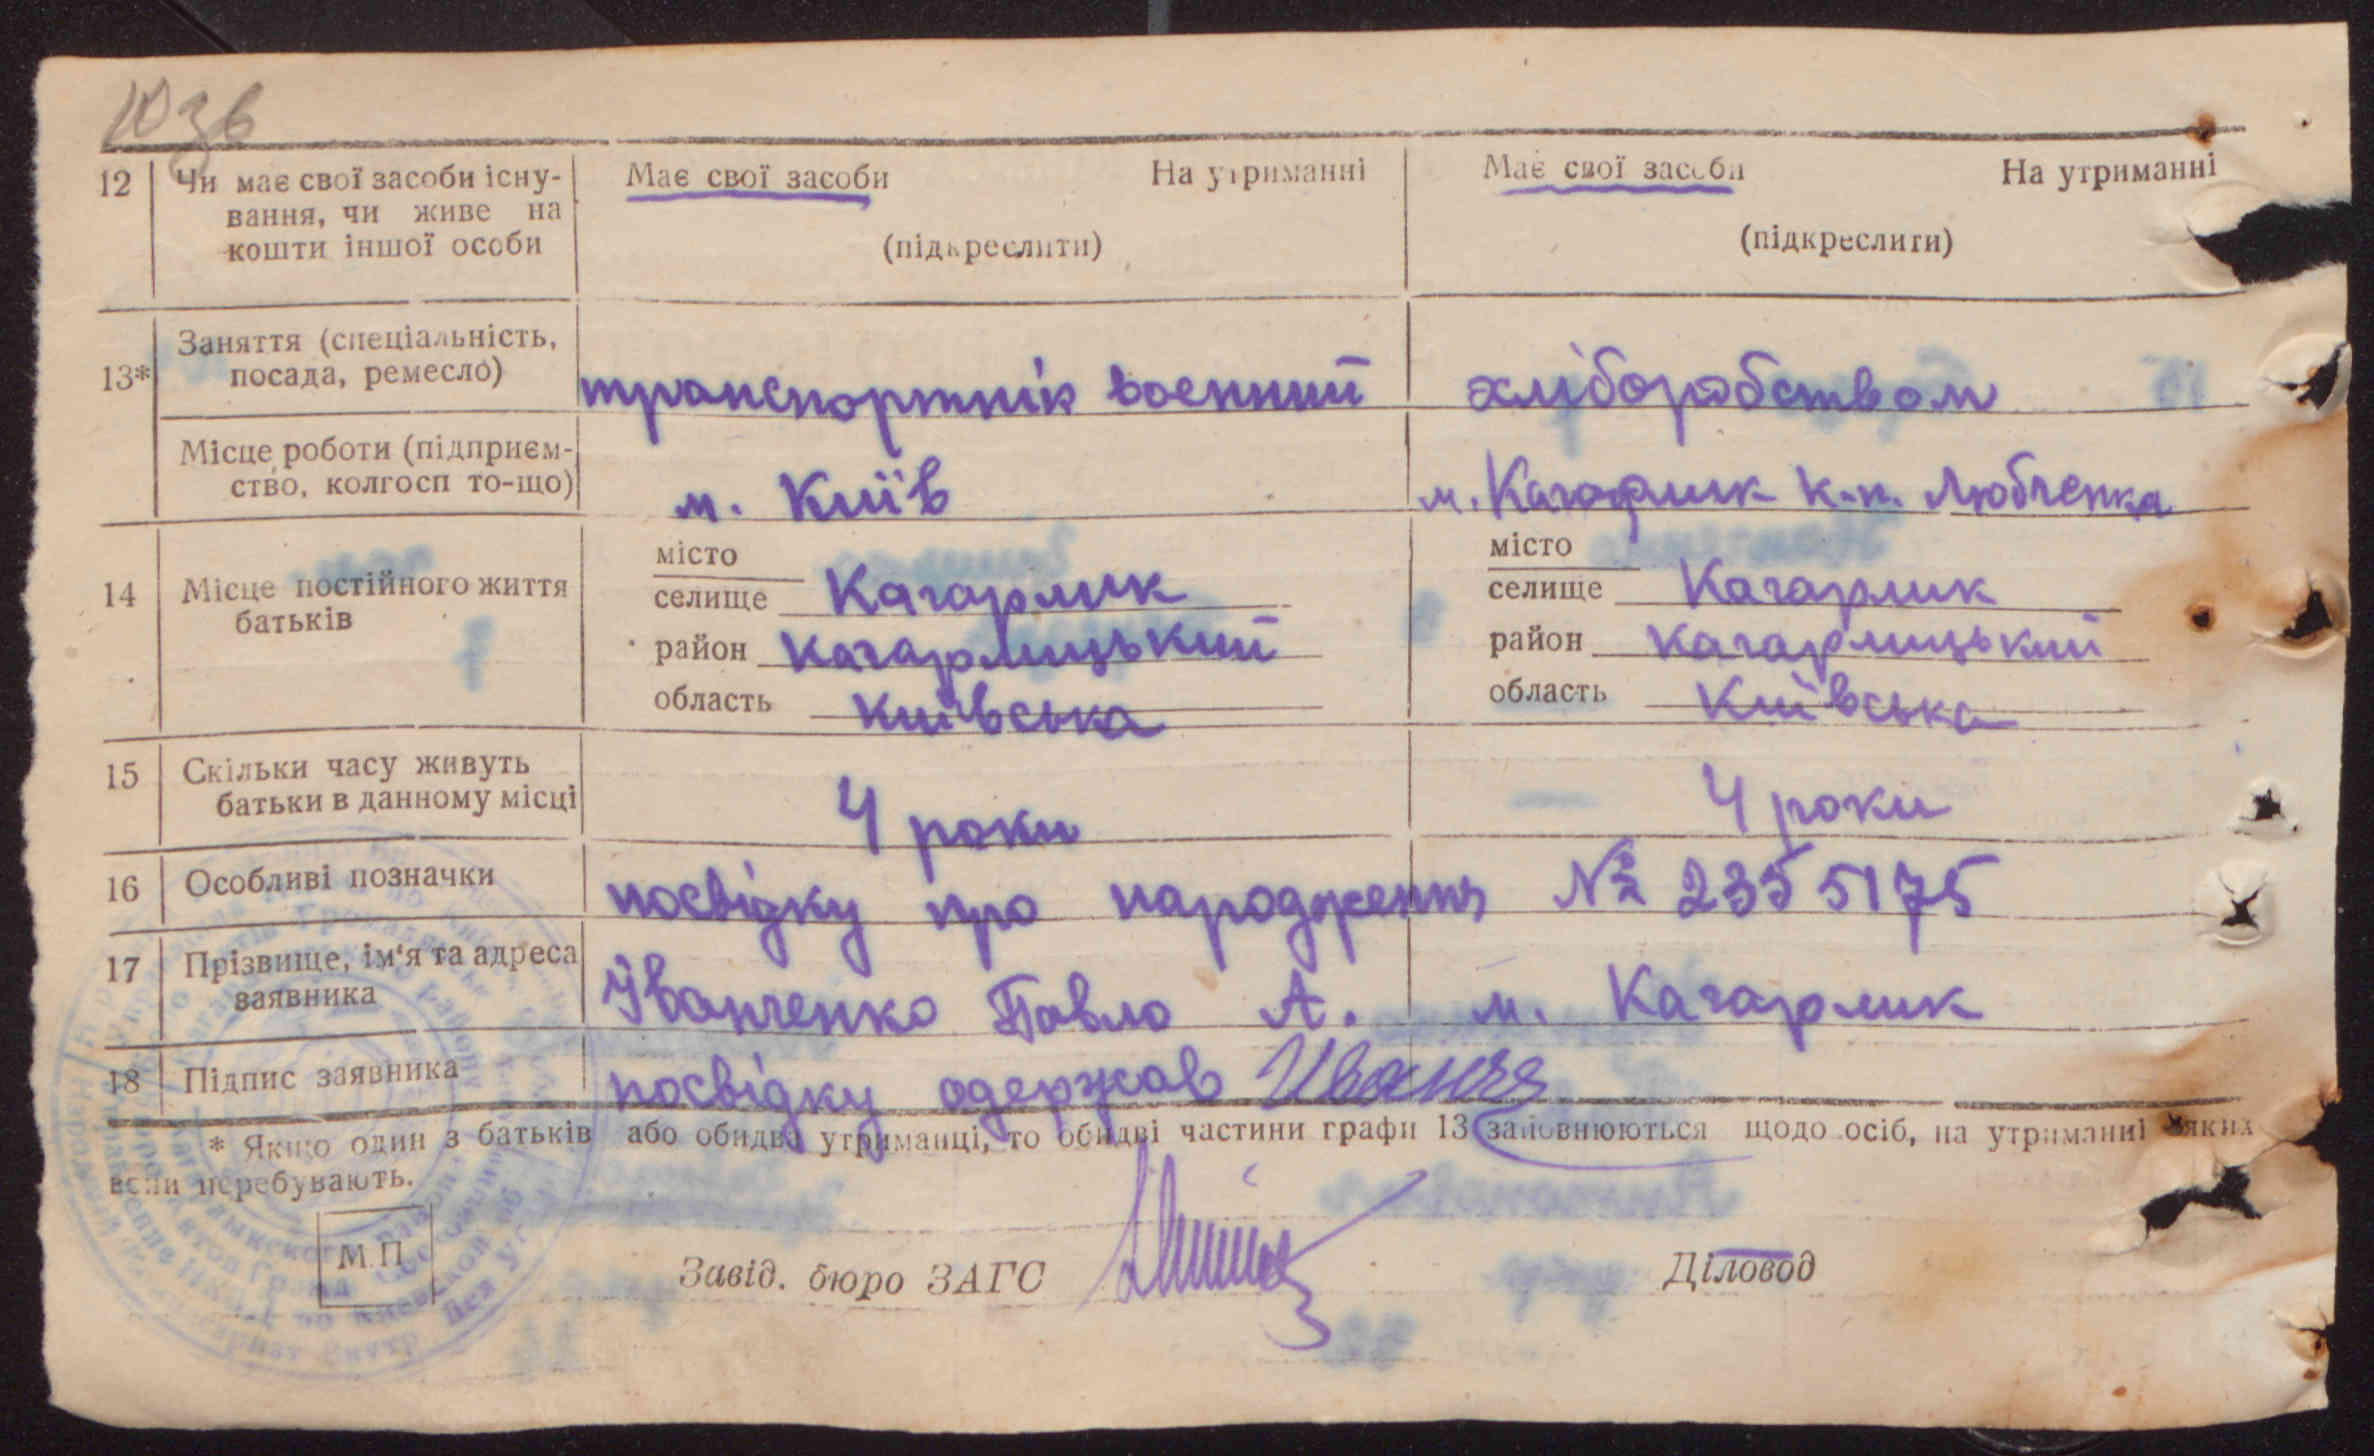 1036
12 Чи має свої засоби існу- Має свої засоби На утриманні Має свої засоби На утриманні
вання, чи живе на
кошти іншої особи (підкреслити) (підкреслити)
Заняття (спеціальність,
13* посада, ремесло) транспортнік военний хліборобством
Місце роботи (підприєм-
ство, колгосп то-що) м. Київ м. Кагарлик к-п. Любченка
місто місто
14 Місце постійного життя селище Кагарлик селище Кагарлик
батьків район Кагарлицький район Кагарлицький
область Київська область Київська
15 Скільки часу живуть
батьки в данному місці 4 роки 4 роки
16 Особливі позначки посвідку про народження № 2355175
17 Прізвище, ім'я та адреса
заявника Іванченко Павло А. м. Кагарлик
18 Підпис заявника посвідку одержав
* Якщо один з батьків або обидва утриманці, то обидві частини графи 13 заповнюються щодо осіб, на утриманні яких
вони перебувають.
М.П.
Завід. бюро ЗАГС Діловод